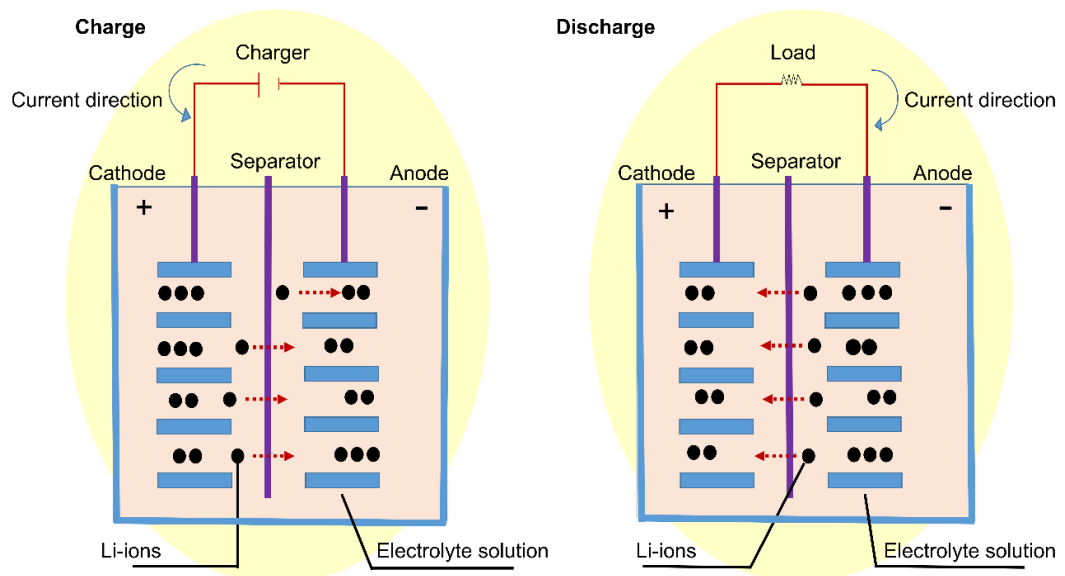 Charge
Charger
Current direction
Separator
Cathode
Anode
+
−
Li-ions
Electrolyte solution
Discharge
Load
Current direction
Separator
Cathode
Anode
+
−
Li-ions
Electrolyte solution